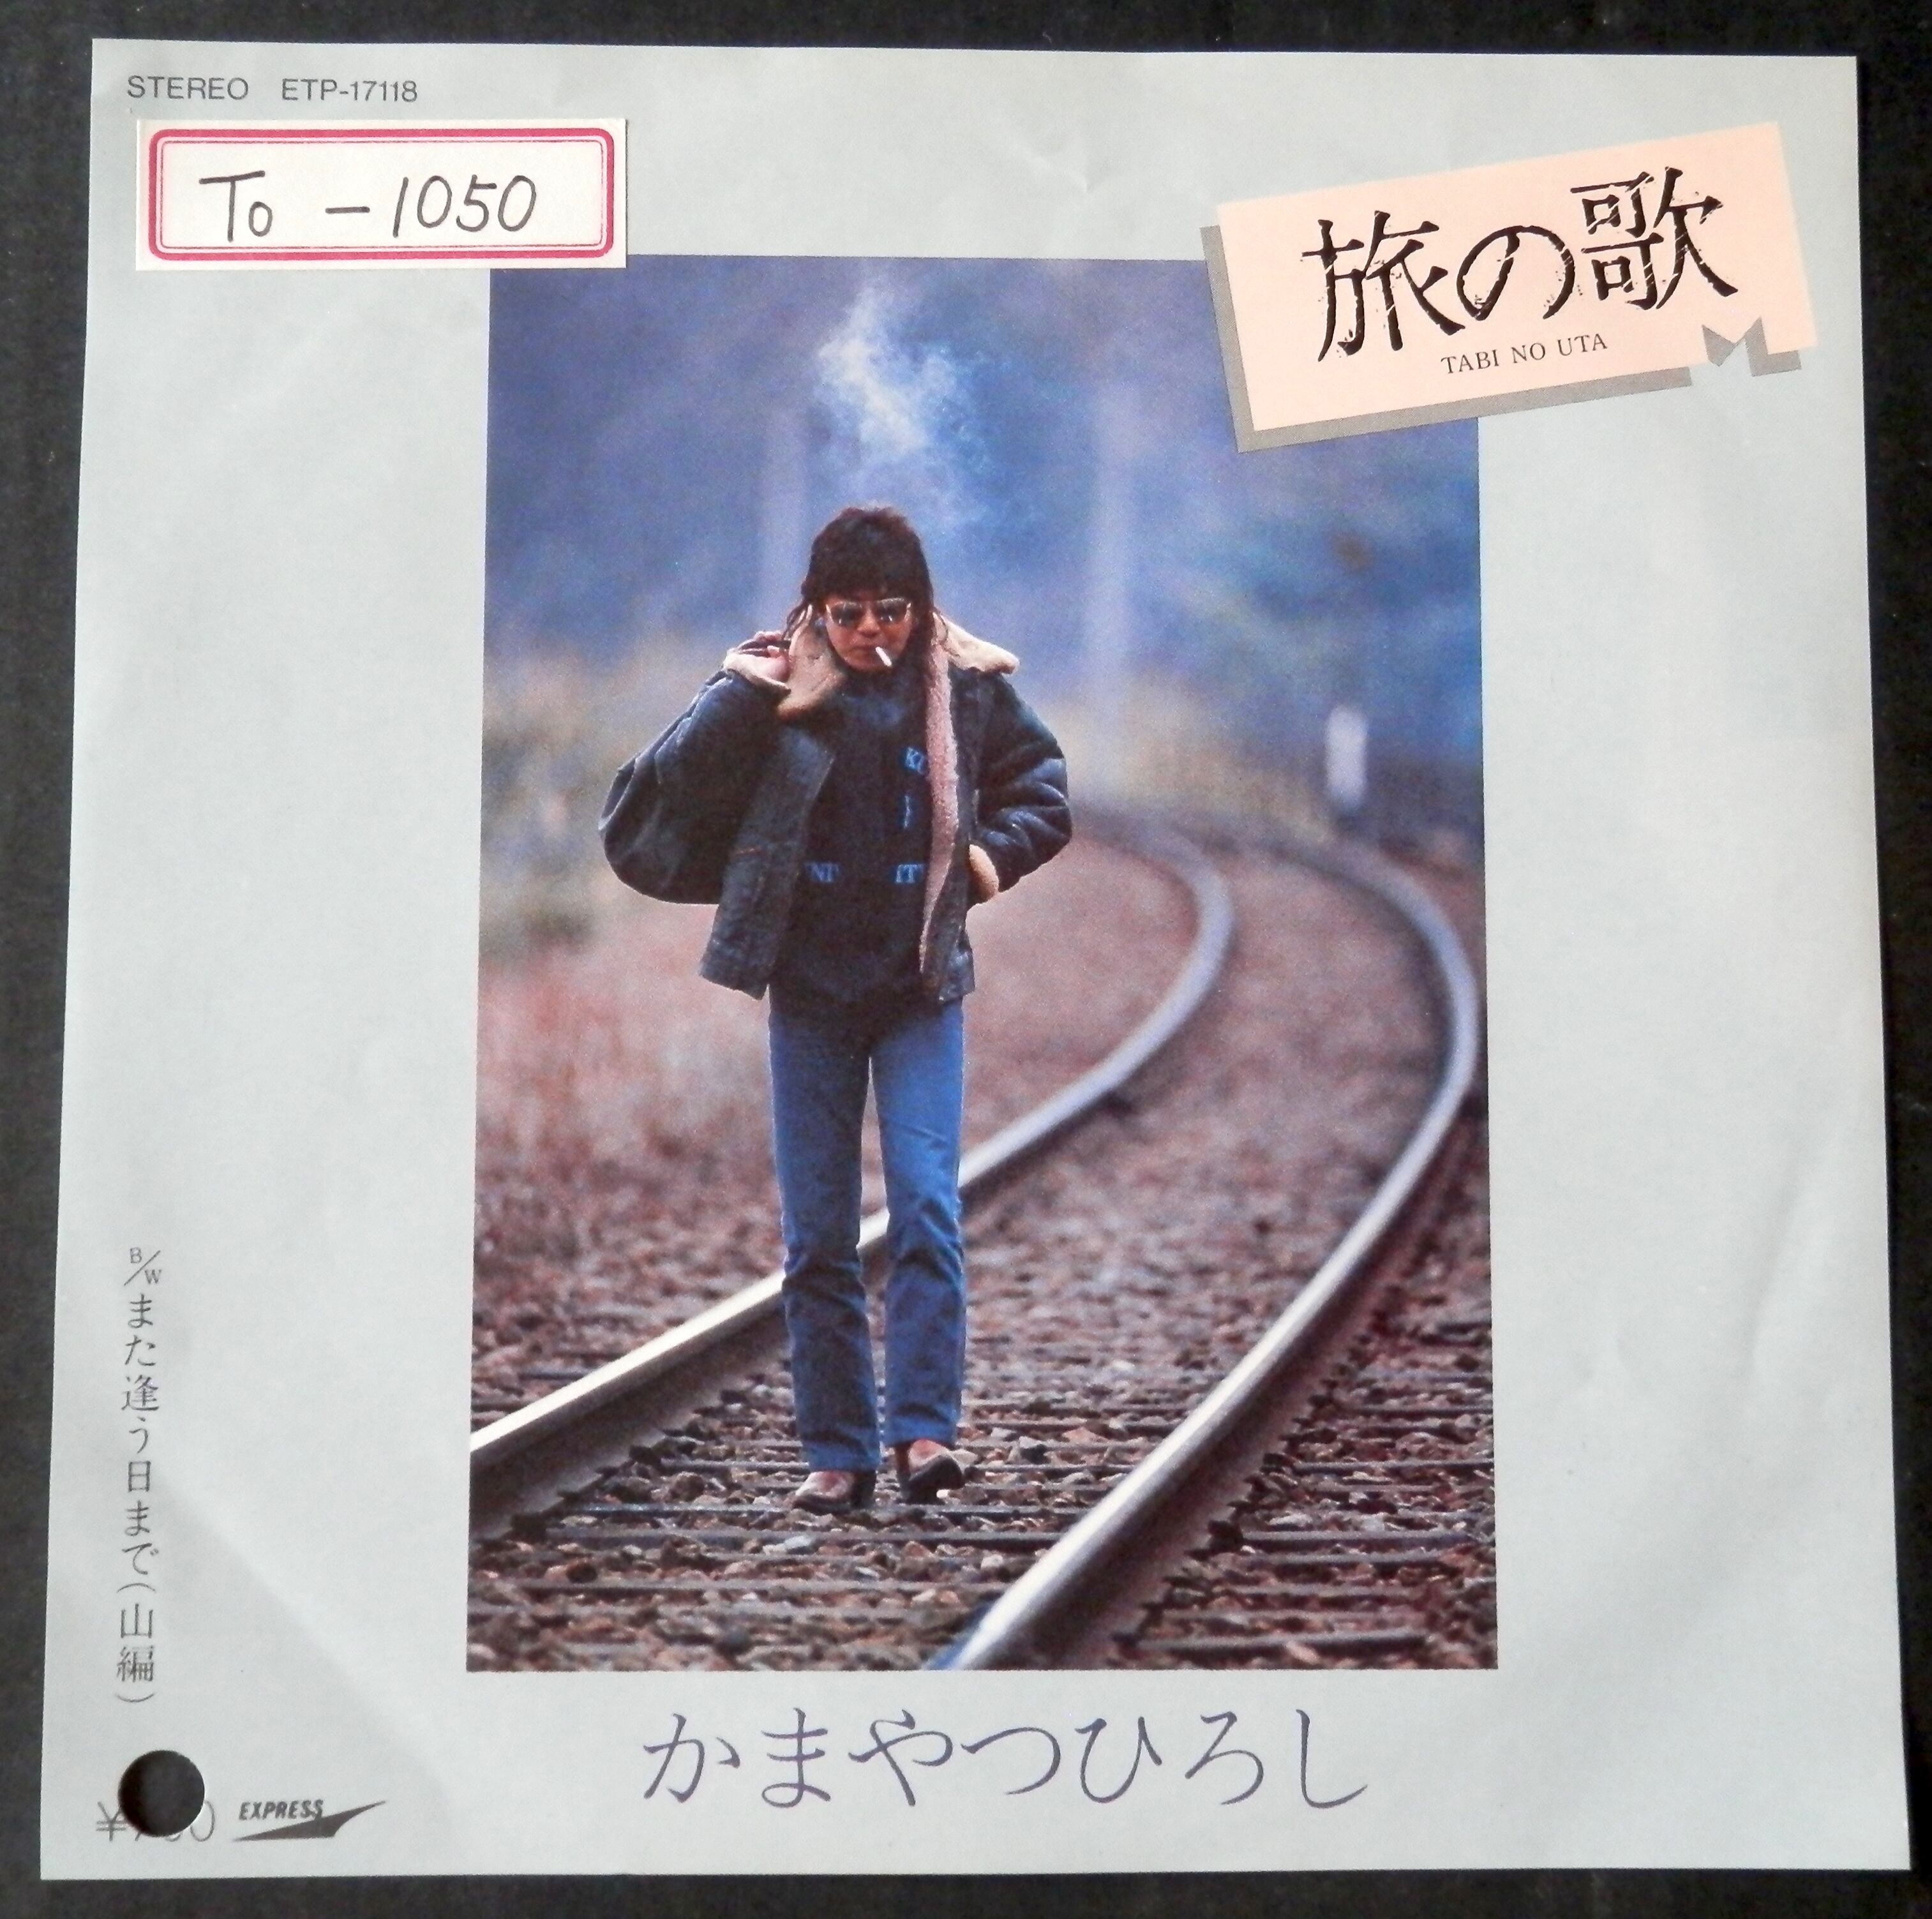 STEREO ETP-17118
To - 1050
旅の歌
TABI NO UTA
B/W また逢う日まで(山編)
かまやつひろし
EXPRESS